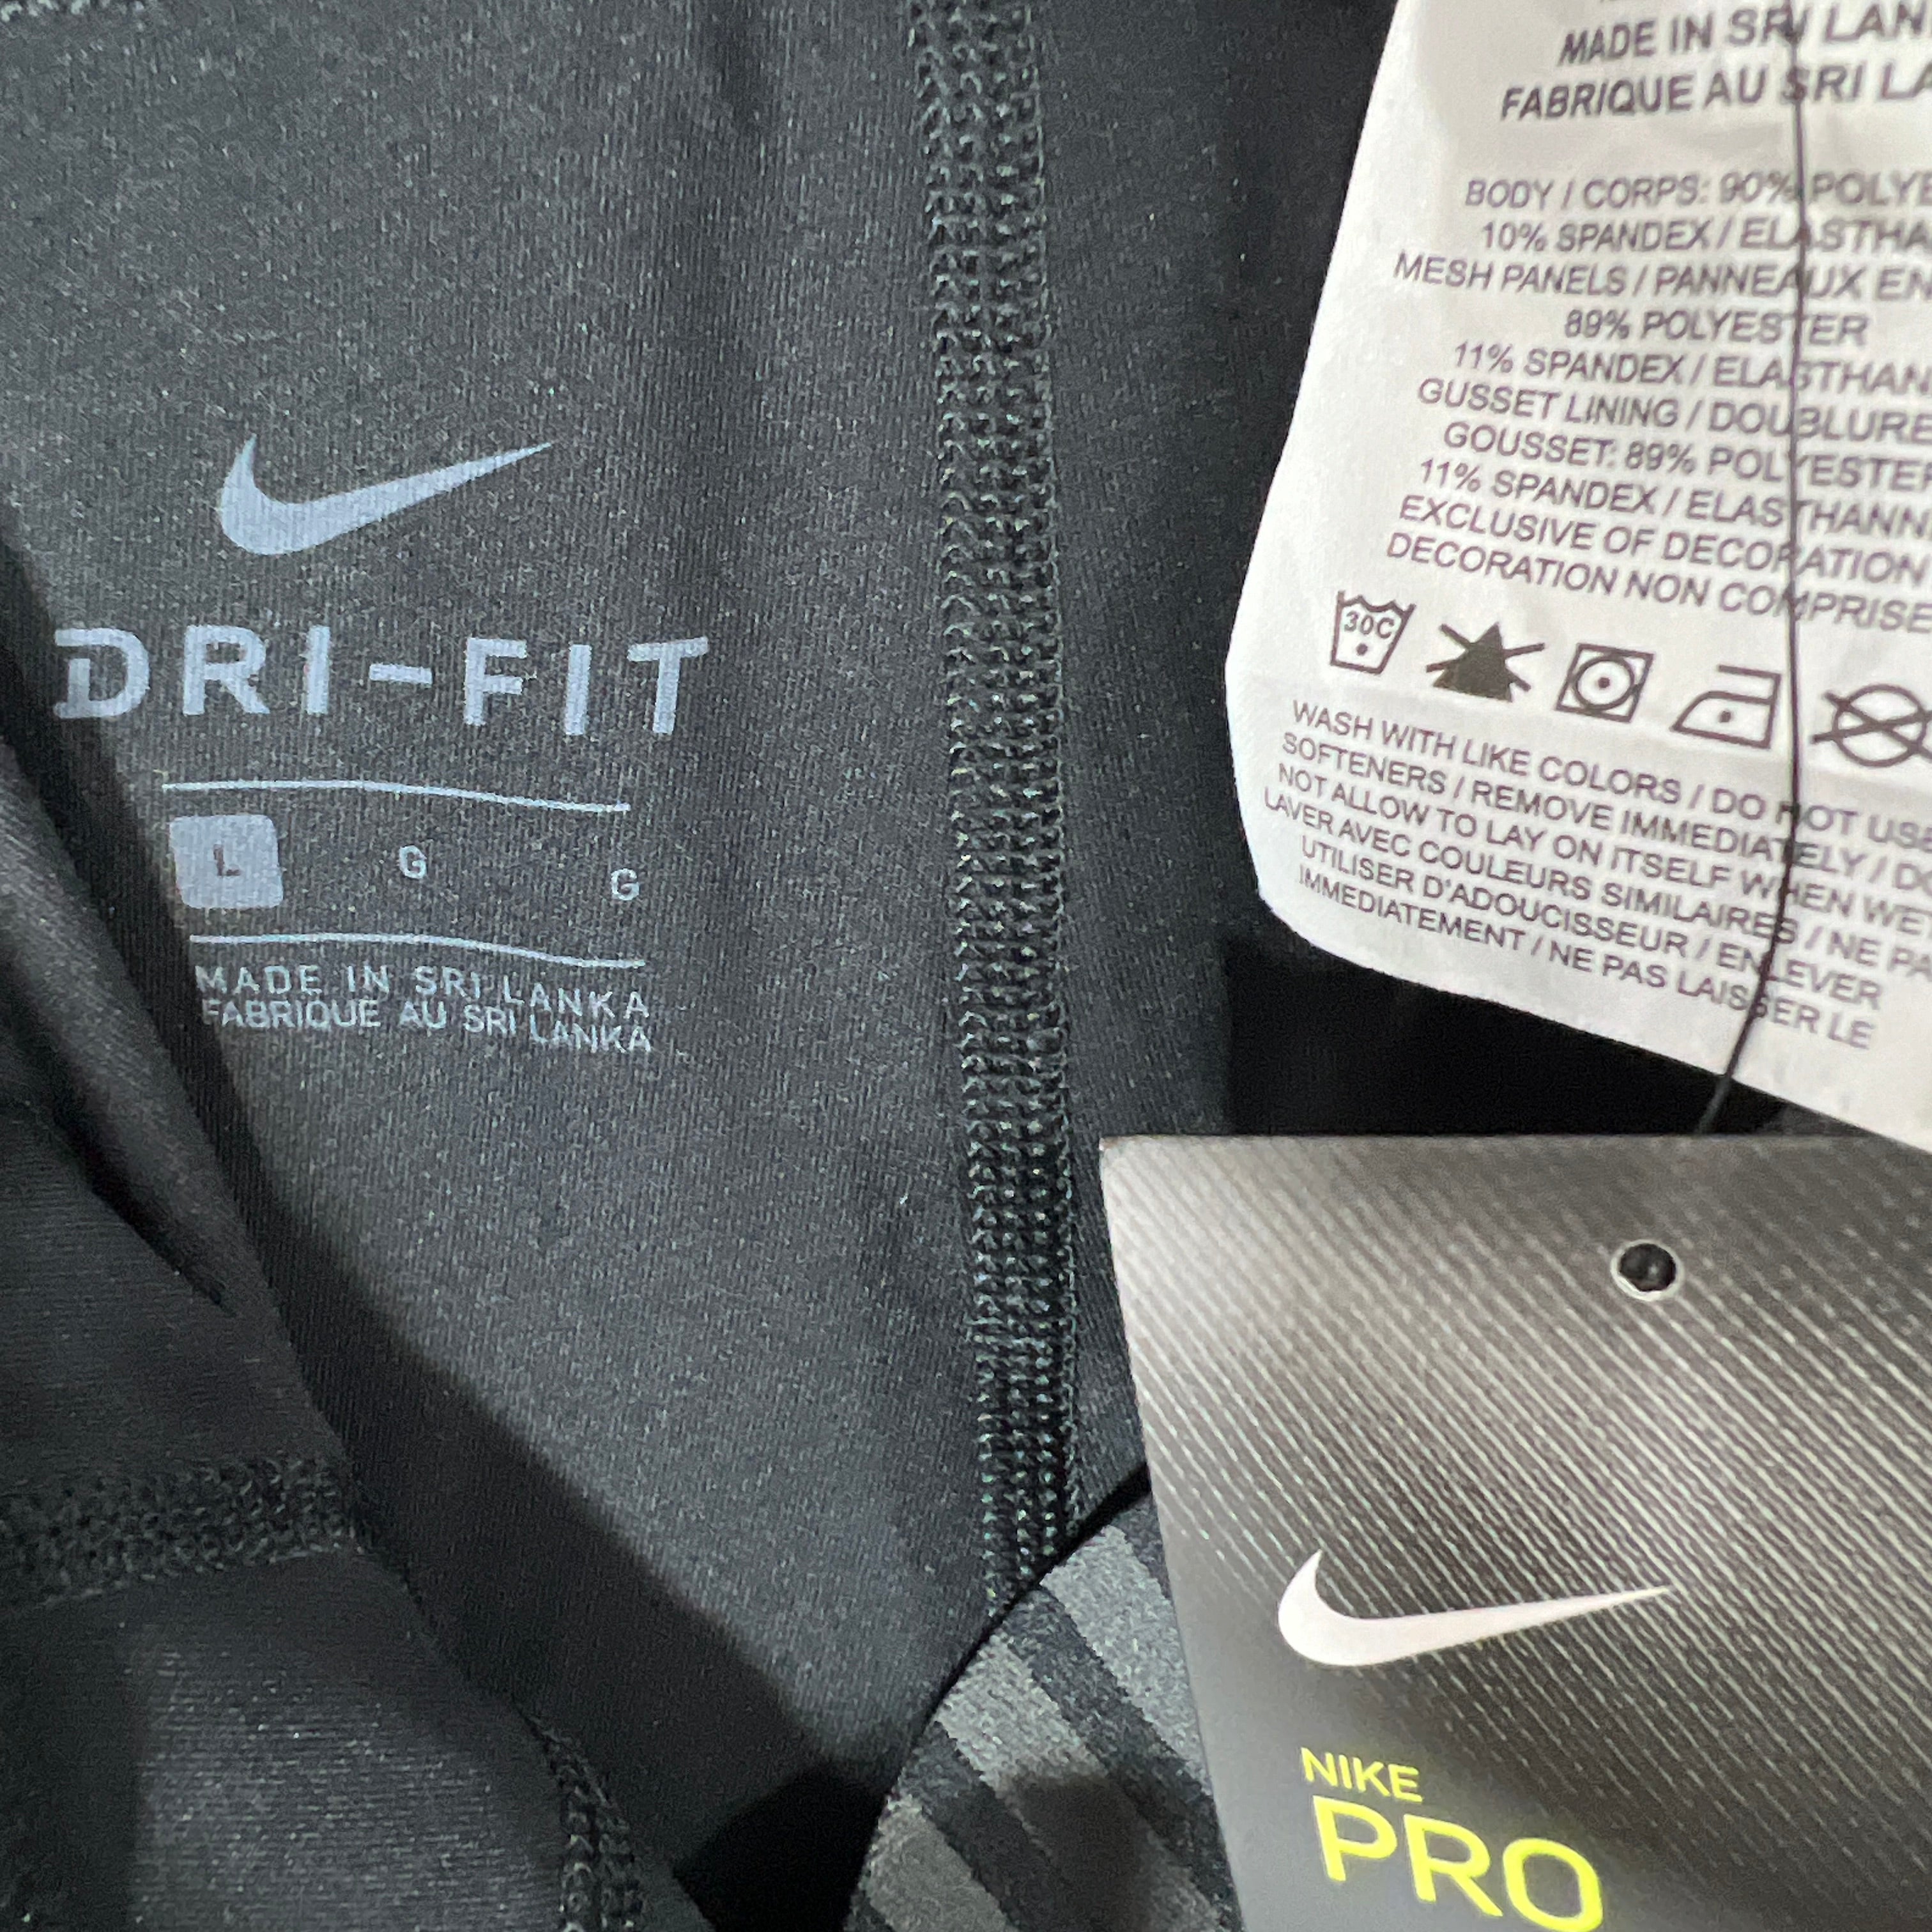 DRI-FIT
L G G
MADE IN SRI LANKA
FABRIQUE AU SRI LANKA
MADE IN SRI LAN
FABRIQUE AU SRI LA
BODY / CORPS: 90% POLYE
10% SPANDEX / ELASTHA
MESH PANELS / PANNEAUX EN
89% POLYESTER
11% SPANDEX / ELASTHAN
GUSSET LINING / DOUBLURE
GOUSSET: 89% POLYESTER
11% SPANDEX / ELASTHANN
EXCLUSIVE OF DECORATION
DECORATION NON COMPRISE
30C
WASH WITH LIKE COLORS / DO NOT USE
SOFTENERS / REMOVE IMMEDIATELY / DO
NOT ALLOW TO LAY ON ITSELF WHEN WET
LAVER AVEC COULEURS SIMILAIRES / NE PA
UTILISER D'ADOUCISSEUR / ENLEVER
IMMEDIATEMENT / NE PAS LAISSER LE
NIKE
PRO